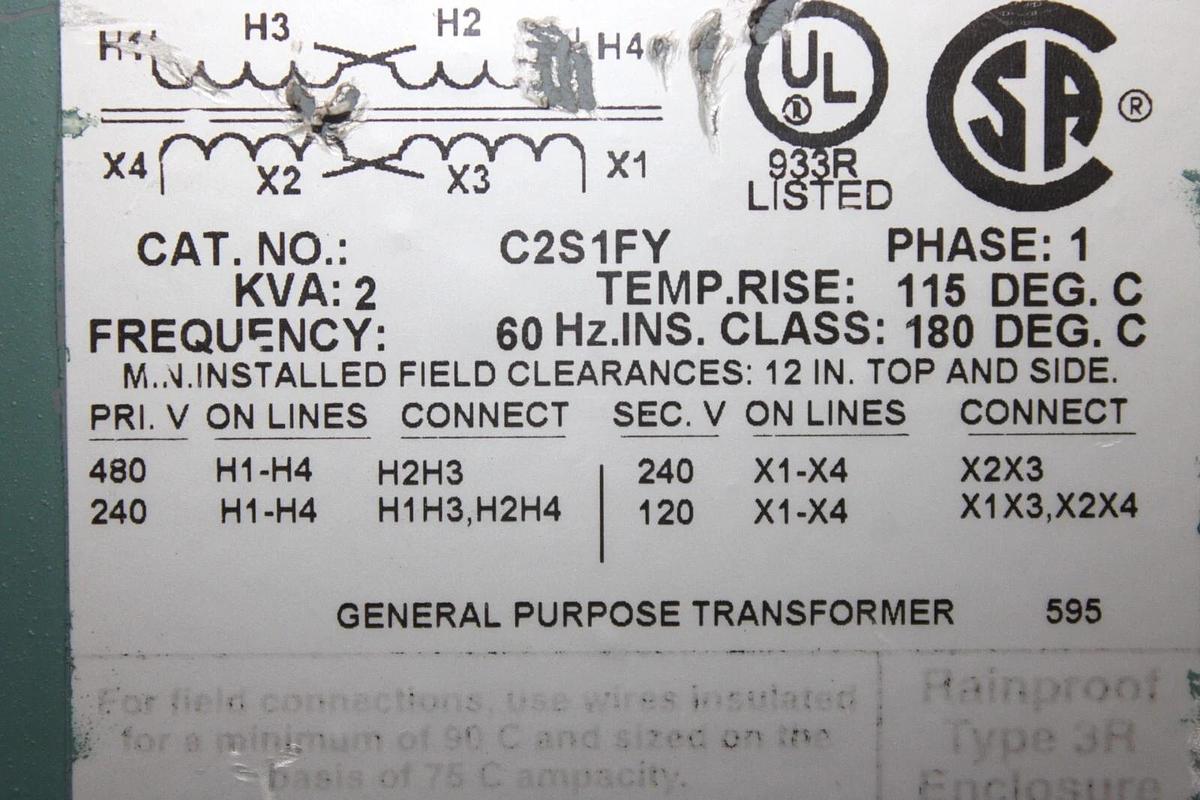 H1 H3 H2 H4
X4 X2 X3 X1
UL ®
933R
LISTED
SA ®
CAT. NO.: C2S1FY PHASE: 1
KVA: 2 TEMP.RISE: 115 DEG. C
FREQUENCY: 60 Hz. INS. CLASS: 180 DEG. C
INSTALLED FIELD CLEARANCES: 12 IN. TOP AND SIDE.
PRI. V ON LINES CONNECT SEC. V ON LINES CONNECT
480 H1-H4 H2H3 240 X1-X4 X2X3
240 H1-H4 H1H3,H2H4 120 X1-X4 X1X3,X2X4
GENERAL PURPOSE TRANSFORMER 595
For field connections, use wires insulated
for a minimum of 90 C and sized on the
basis of 75 C ampacity.
Rainproof
Type 3R
Enclosure